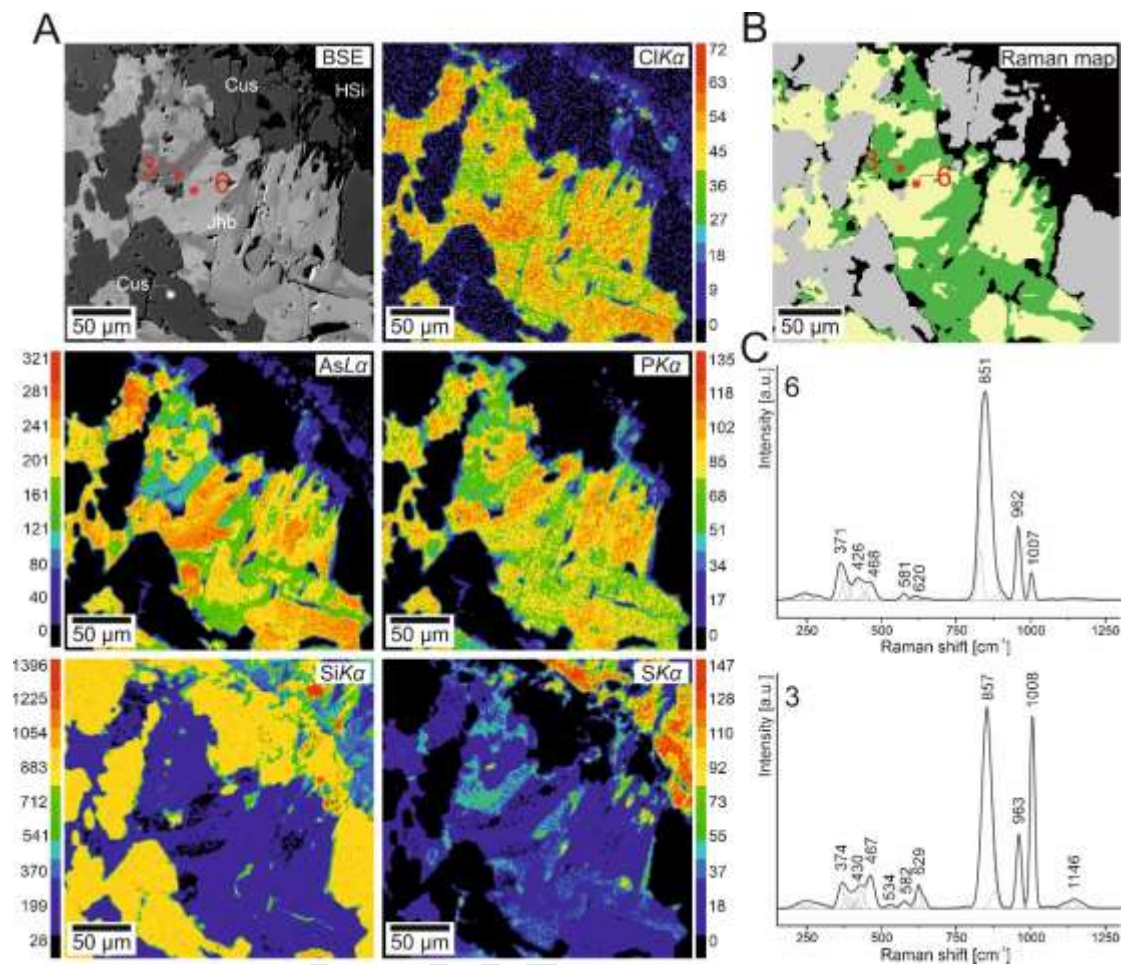 A
BSE
Cus
HSi
3
6
Jhb
Cus
50 µm
ClKα
72
63
54
45
36
27
18
9
0
50 µm
B
Raman map
3
6
50 µm
321
281
241
201
161
121
80
40
0
AsLα
50 µm
PKα
135
118
102
85
68
51
34
17
0
50 µm
1396
1225
1054
883
712
541
370
199
28
SiKα
50 µm
SKα
147
128
110
92
73
55
37
18
0
50 µm
C
6
Intensity [a.u.]
371
426
468
581
620
851
962
1007
250 500 750 1000 1250
Raman shift [cm⁻¹]
3
Intensity [a.u.]
374
430
467
534
582
629
857
963
1008
1146
250 500 750 1000 1250
Raman shift [cm⁻¹]